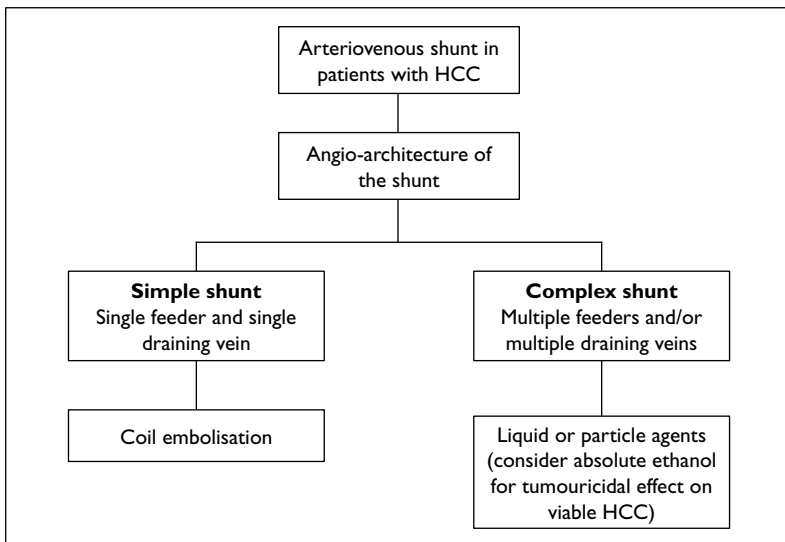 Arteriovenous shunt in
patients with HCC
Angio-architecture of
the shunt
Simple shunt
Single feeder and single
draining vein
Complex shunt
Multiple feeders and/or
multiple draining veins
Coil embolisation
Liquid or particle agents
(consider absolute ethanol
for tumouricidal effect on
viable HCC)